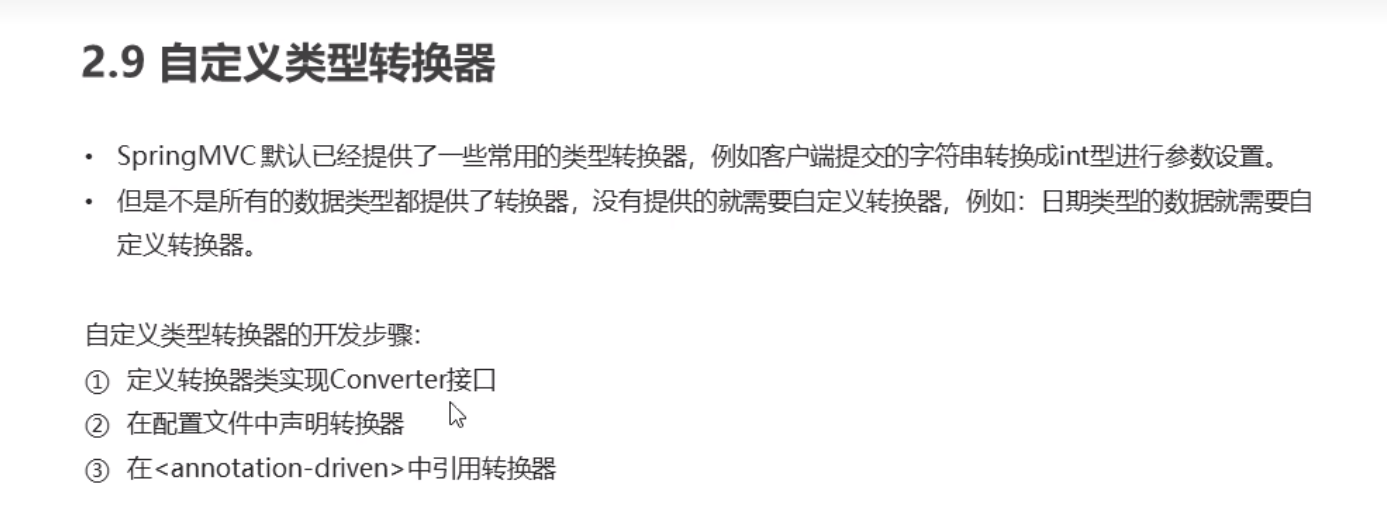 2.9 自定义类型转换器
• SpringMVC 默认已经提供了一些常用的类型转换器，例如客户端提交的字符串转换成int型进行参数设置。
• 但是不是所有的数据类型都提供了转换器，没有提供的就需要自定义转换器，例如：日期类型的数据就需要自
定义转换器。
自定义类型转换器的开发步骤：
① 定义转换器类实现Converter接口
② 在配置文件中声明转换器
③ 在<annotation-driven>中引用转换器